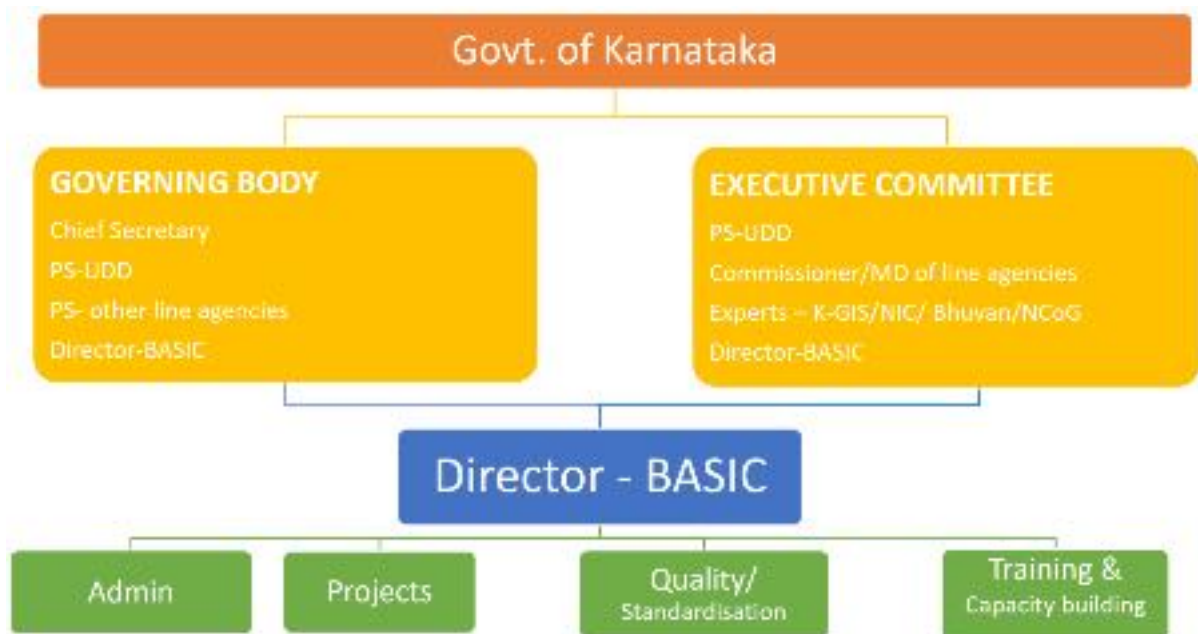 Govt. of Karnataka
GOVERNING BODY
Chief Secretary
PS-UDD
PS- other line agencies
Director-BASIC
EXECUTIVE COMMITTEE
PS-UDD
Commissioner/MD of line agencies
Experts – K-GIS/NIC/ Bhuvan/NCoG
Director-BASIC
Director - BASIC
Admin
Projects
Quality/
Standardisation
Training &
Capacity building